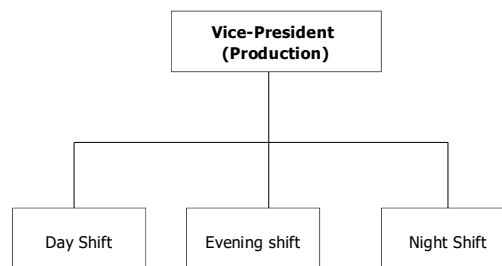 Vice-President
(Production)
Day Shift
Evening shift
Night Shift